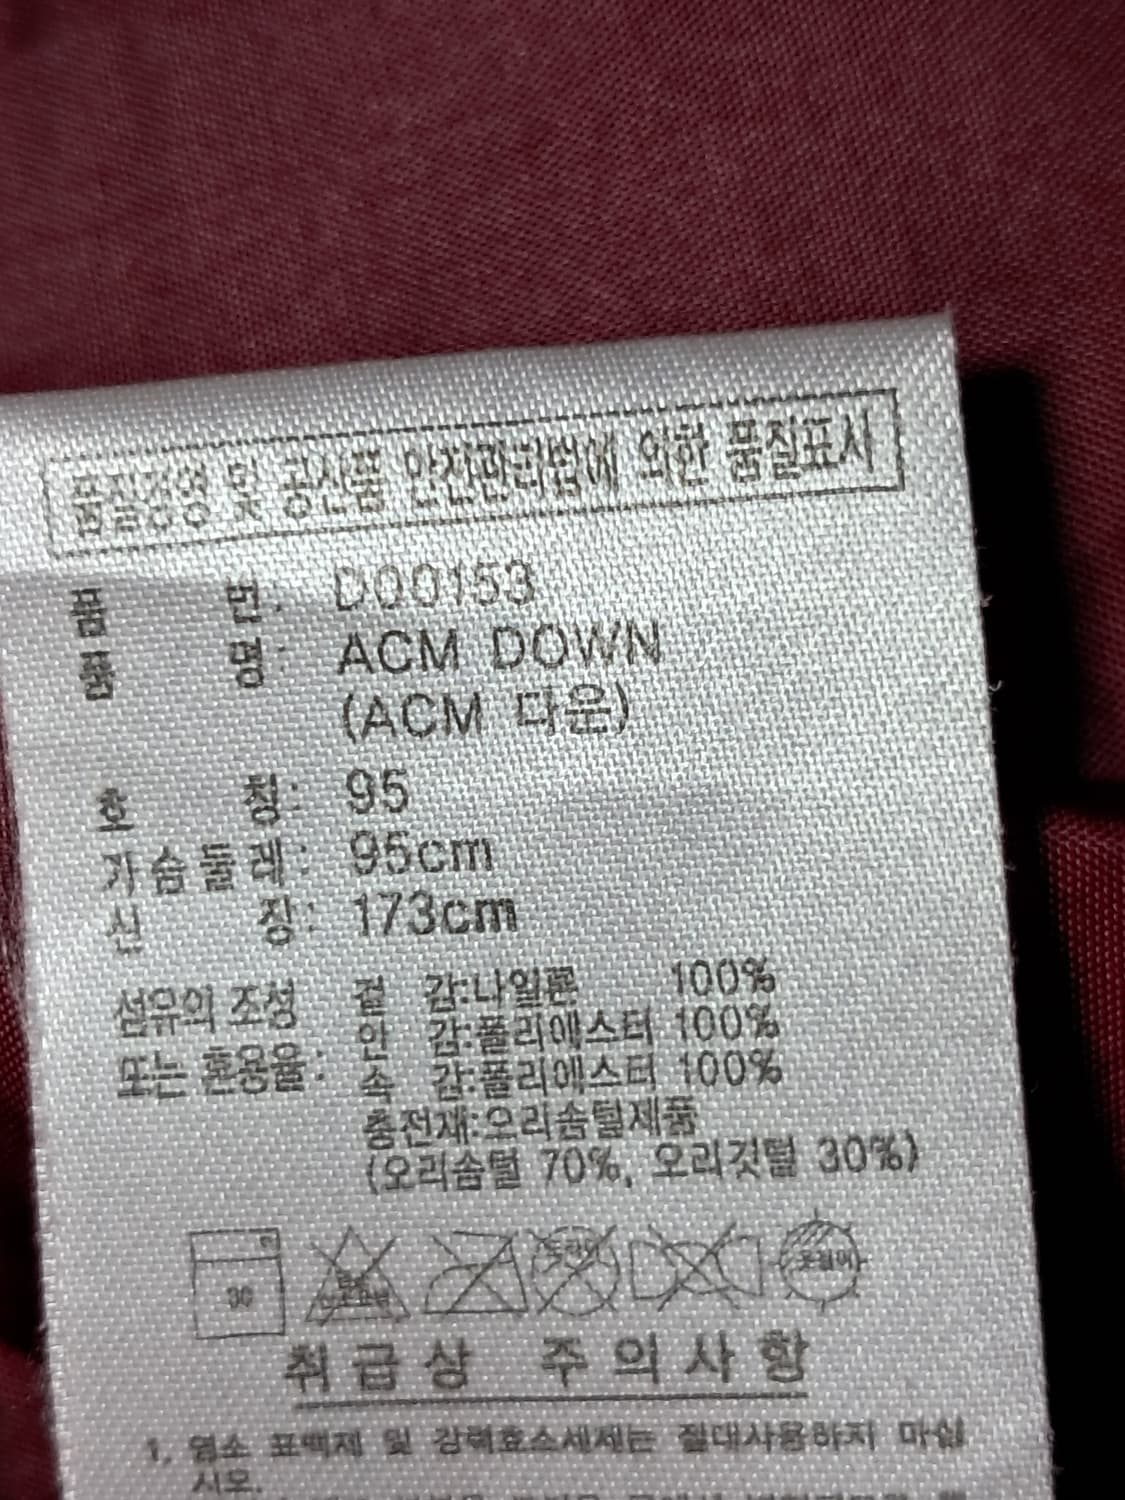 품질경영 및 공산품 안전관리법에 의한 품질표시
품 번: D00153
품 명: ACM DOWN
(ACM 다운)
호 칭: 95
가슴둘레: 95cm
신 장: 173cm
섬유의 조성 겉 감:나일론 100%
또는 혼용율: 안 감:폴리에스터 100%
속 감:폴리에스터 100%
충전재:오리솜털제품
(오리솜털 70%, 오리깃털 30%)
30
드라이
옷걸이
취급상 주의사항
1. 염소 표백제 및 강력효소세제는 절대사용하지 마십
시오.